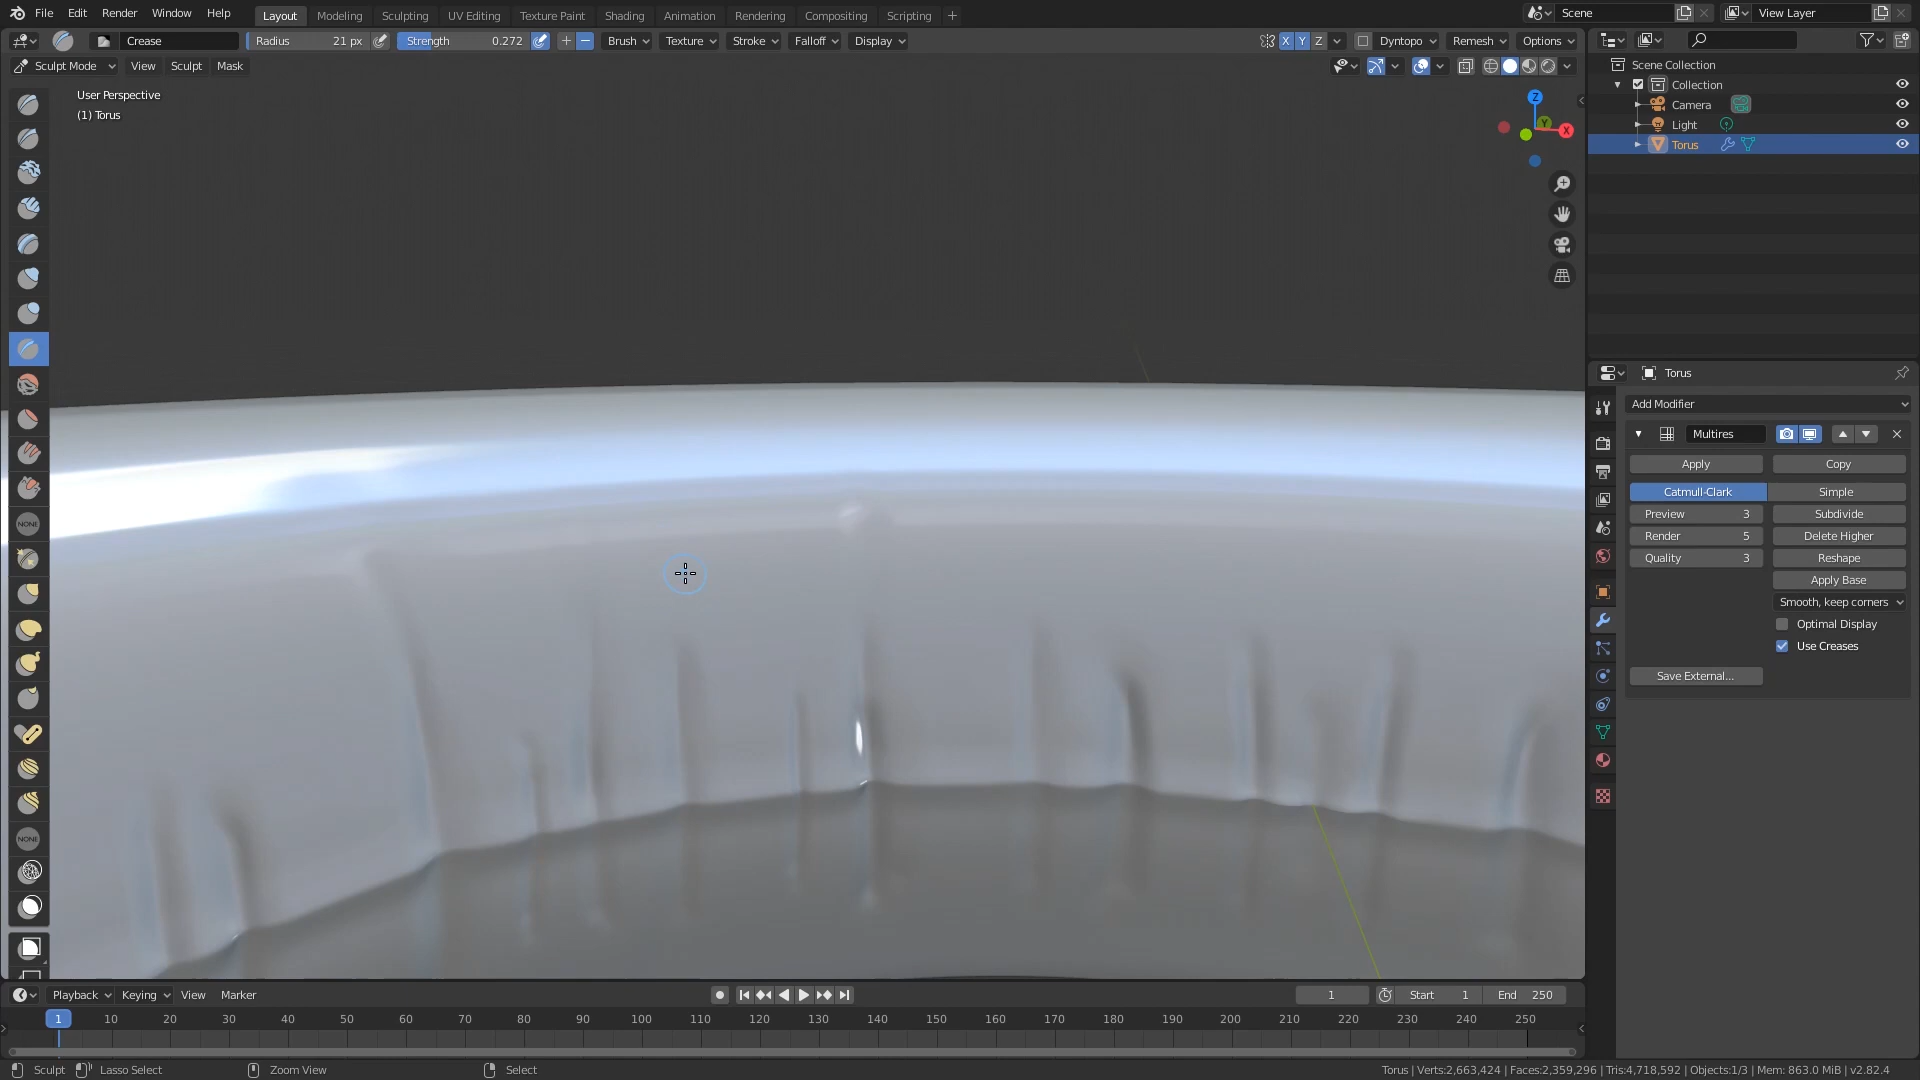 File Edit Render Window Help Layout Modeling Sculpting UV Editing Texture Paint Shading Animation Rendering Compositing Scripting + Scene View Layer
Crease Radius 21 px Strength 0.272 + − Brush Texture Stroke Falloff Display X Y Z Dyntopo Remesh Options
Sculpt Mode View Sculpt Mask
User Perspective
(1) Torus
Z
Y
X
NONE
NONE
Scene Collection
Collection
Camera
Light
Torus
Torus
Add Modifier
Multires
Apply Copy
Catmull-Clark Simple
Preview 3 Subdivide
Render 5 Delete Higher
Quality 3 Reshape
Apply Base
Smooth, keep corners
Optimal Display
Use Creases
Save External...
Playback Keying View Marker 1 Start 1 End 250
1 10 20 30 40 50 60 70 80 90 100 110 120 130 140 150 160 170 180 190 200 210 220 230 240 250
Sculpt Lasso Select Zoom View Select Torus | Verts:2,663,424 | Faces:2,359,296 | Tris:4,718,592 | Objects:1/3 | Mem: 863.0 MiB | v2.82.4